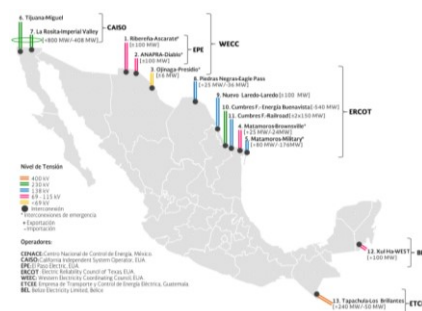 6. Tijuana-Miguel
7. La Rosita-Imperial Valley
(+800 MW/-408 MW)
CAISO
1. Ribereña-Ascarate*
(±100 MW)
2. ANAPRA-Diablo*
(±100 MW)
EPE
WECC
3. Ojinaga-Presidio*
(±6 MW)
8. Piedras Negras-Eagle Pass
(+25 MW/-36 MW)
9. Nuevo Laredo-Laredo (±100 MW)
10. Cumbres F.-Energía Buenavista (-540 MW)
11. Cumbres F.-Railroad (±2x150 MW)
4. Matamoros-Brownsville*
(+25 MW/-24MW)
5. Matamoros-Military*
(+80 MW/-176MW)
ERCOT
Nivel de Tensión
400 kV
230 kV
138 kV
69 - 115 kV
<69 kV
Interconexión
* Interconexiones de emergencia
+ Exportación
- Importación
Operadores:
CENACE: Centro Nacional de Control de Energía, México
CAISO: California Independent System Operator, EUA
EPE: El Paso Electric, EUA
ERCOT Electric Reliability Council of Texas, EUA
WECC: Western Electricity Coordinating Council, EUA
ETCEE: Empresa de Transporte y Control de Energía Eléctrica, Guatemala
BEL Belize Electricity Limited, Belice
12. Xul Ha-WEST
(+100 MW)
13. Tapachula-Los Brillantes
(+240 MW/-50 MW)
ETCE